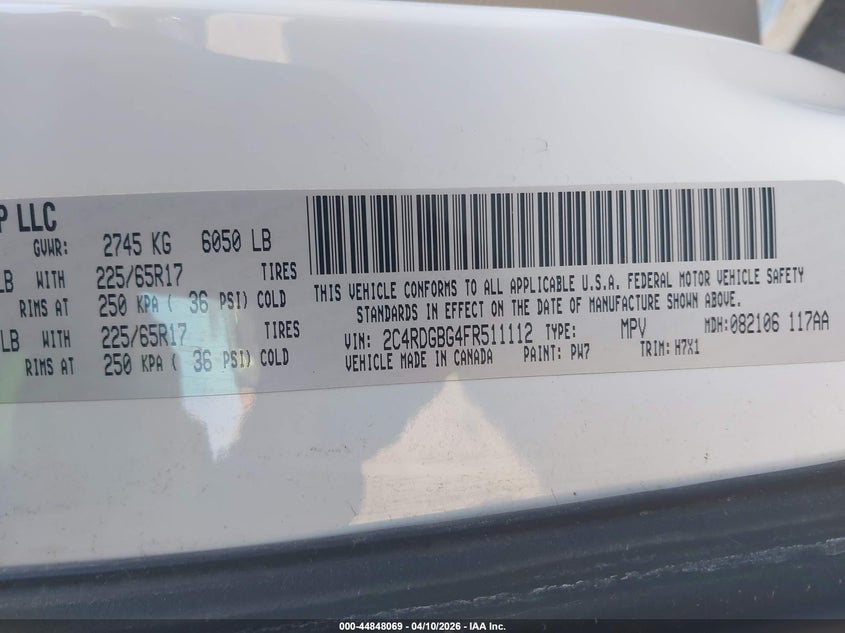 P LLC
GVWR: 2745 KG 6050 LB
LB WITH 225/65R17 TIRES
RIMS AT 250 KPA ( 36 PSI) COLD
LB WITH 225/65R17 TIRES
RIMS AT 250 KPA ( 36 PSI) COLD
THIS VEHICLE CONFORMS TO ALL APPLICABLE U.S.A. FEDERAL MOTOR VEHICLE SAFETY
STANDARDS IN EFFECT ON THE DATE OF MANUFACTURE SHOWN ABOVE.
VIN: 2C4RDGBG4FR511112 TYPE: MPV MDH:082106 117AA
VEHICLE MADE IN CANADA PAINT: PW7 TRIM: H7X1
000-44848069 - 04/10/2026 - IAA Inc.